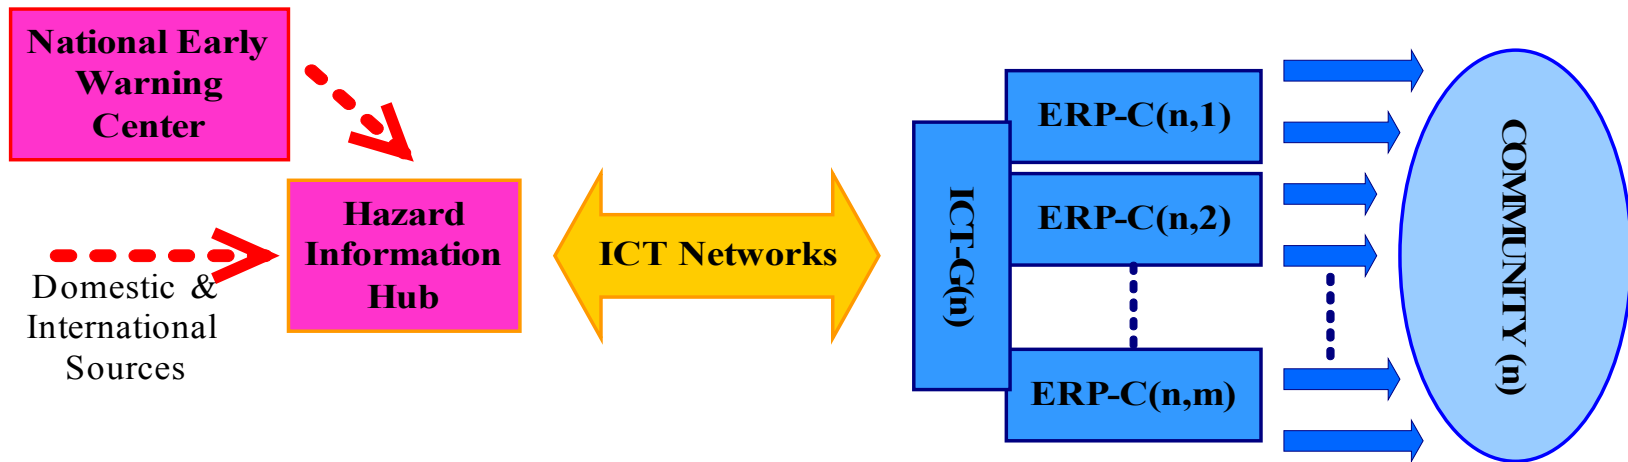 National Early
Warning
Center
Domestic &
International
Sources
Hazard
Information
Hub
ICT Networks
ICT-G(n)
ERP-C(n,1)
ERP-C(n,2)
ERP-C(n,m)
COMMUNITY (n)